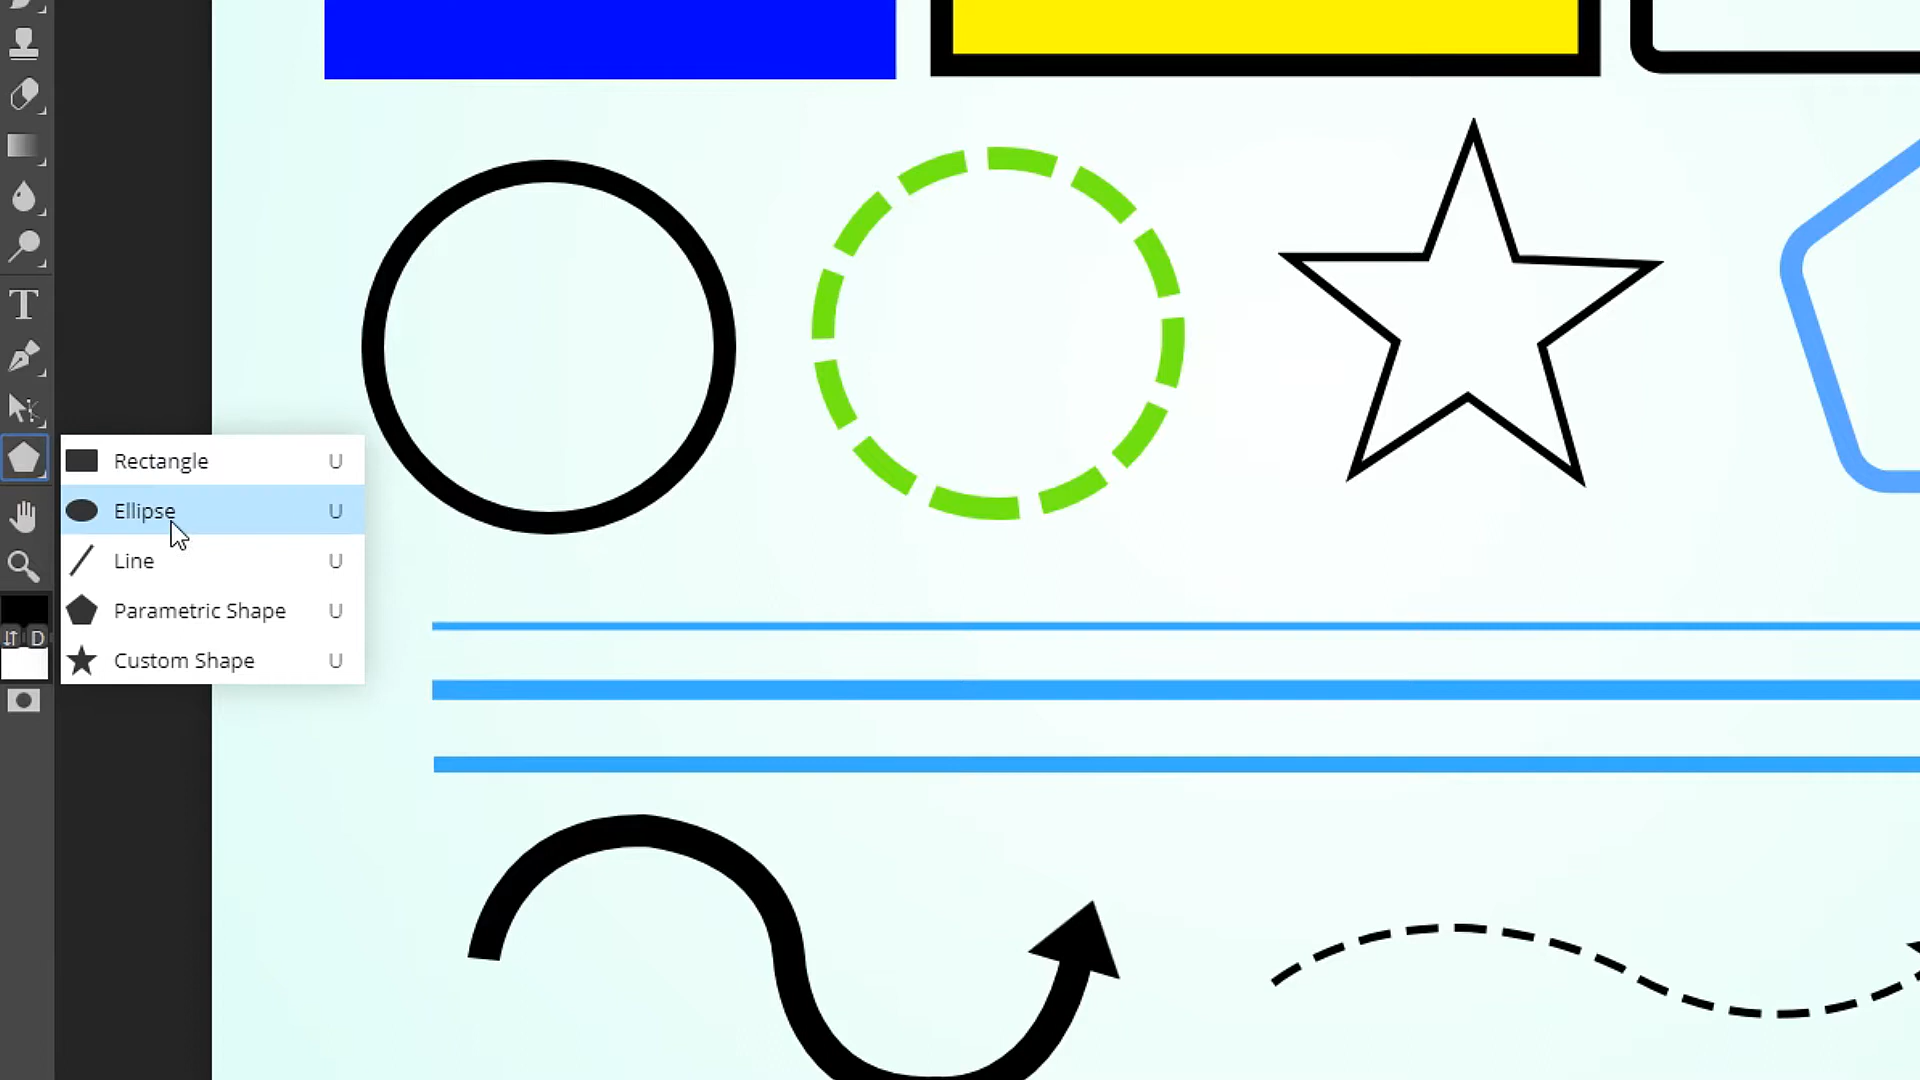 T
Rectangle U
Ellipse U
Line U
Parametric Shape U
D
Custom Shape U